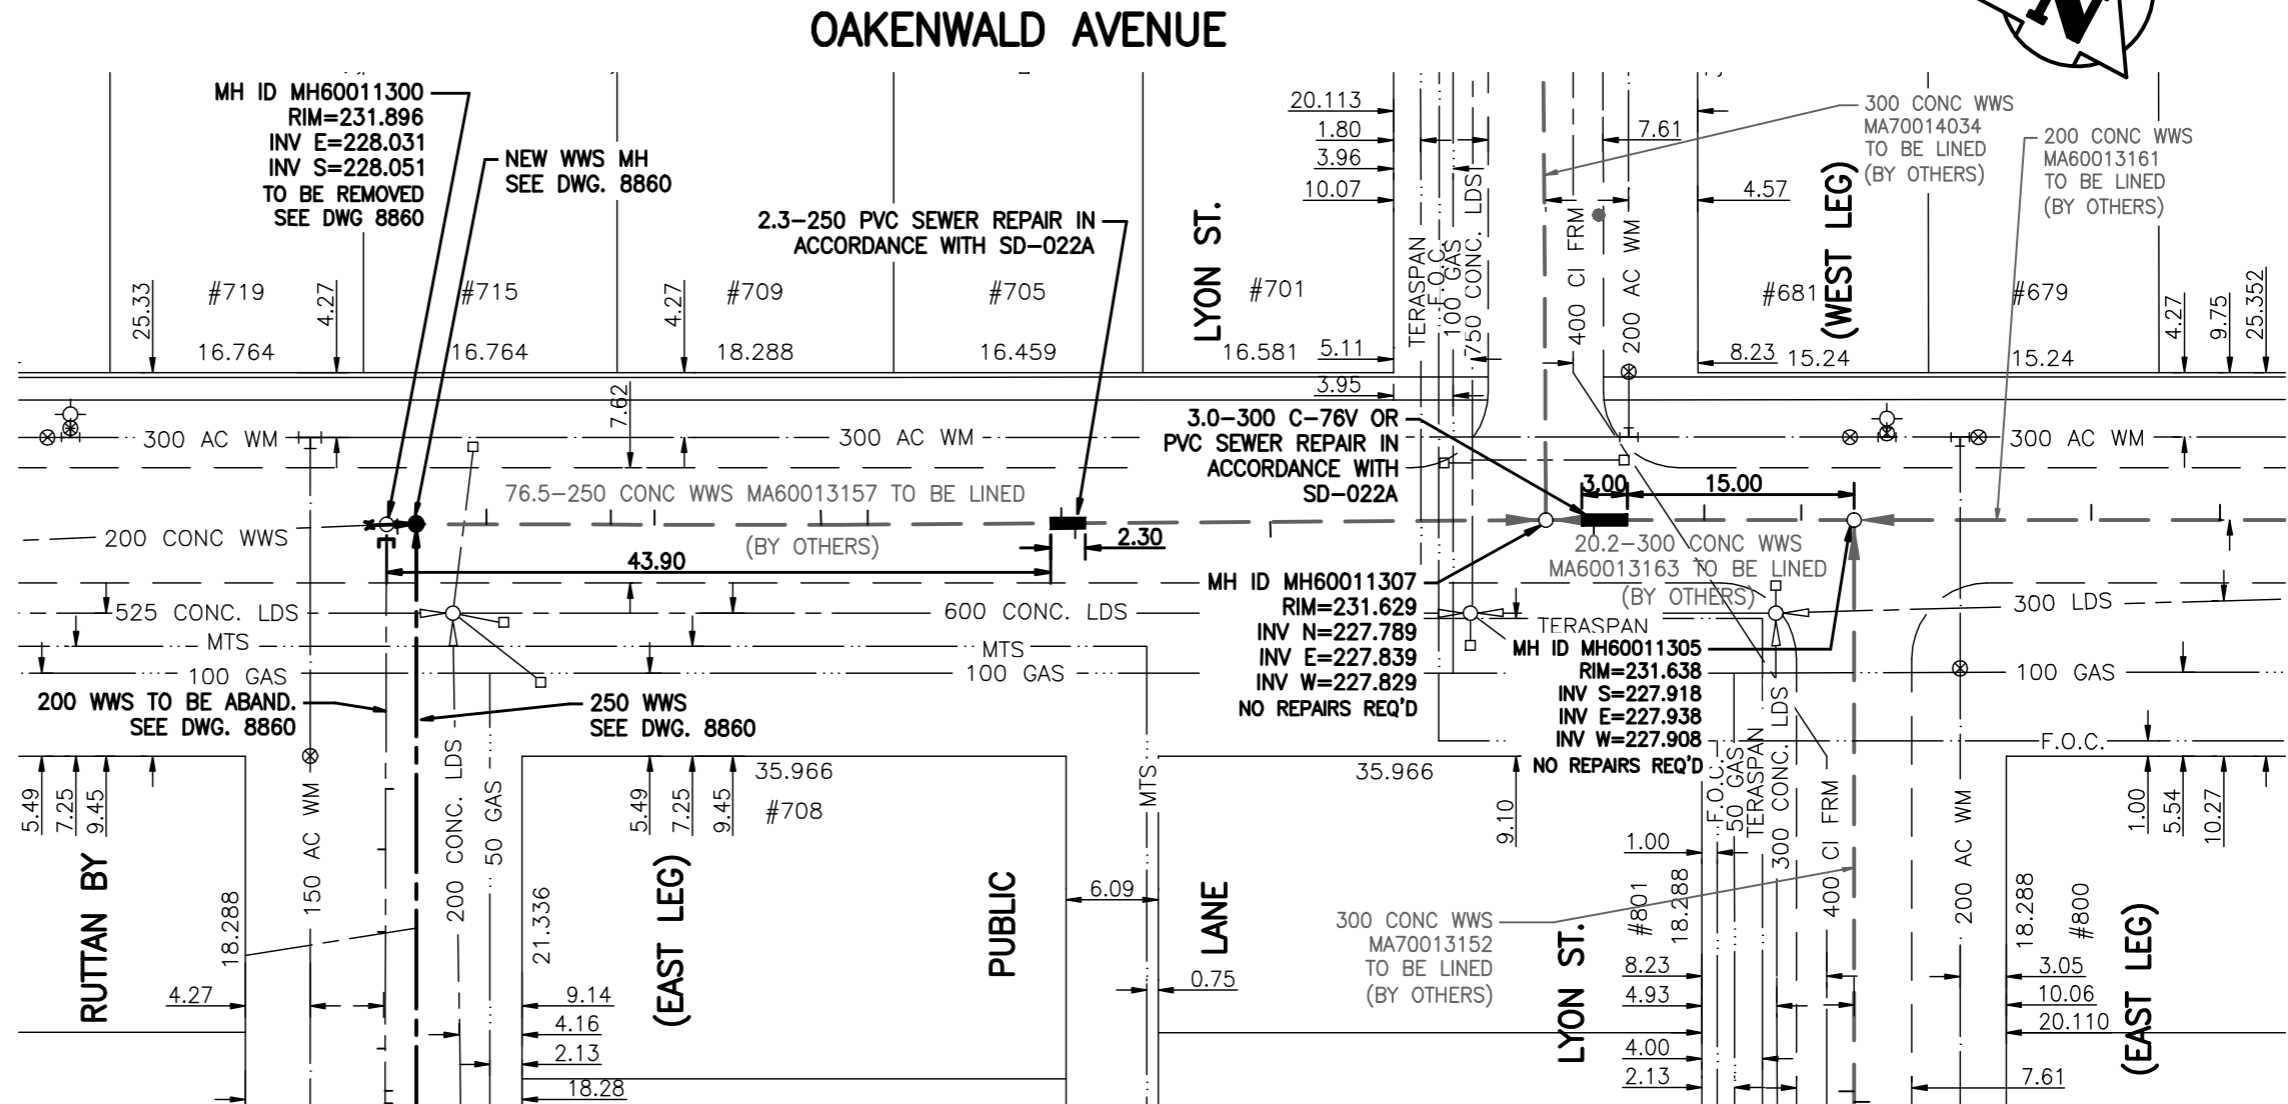 OAKENWALD AVENUE
N
MH ID MH60011300
RIM=231.896
INV E=228.031
INV S=228.051
TO BE REMOVED
SEE DWG 8860
NEW WWS MH
SEE DWG. 8860
2.3-250 PVC SEWER REPAIR IN
ACCORDANCE WITH SD-022A
LYON ST.
20.113
1.80
3.96
10.07
7.61
4.57
300 CONC WWS
MA70014034
TO BE LINED
(BY OTHERS)
200 CONC WWS
MA60013161
TO BE LINED
(BY OTHERS)
(WEST LEG)
TERASPAN
F.O.C.
100 GAS
750 CONC. LDS
400 CI FRM
200 AC WM
25.33
#719
4.27
#715
4.27
#709
#705
#701
#681
#679
4.27
9.75
25.352
16.764
16.764
18.288
16.459
16.581
5.11
8.23
15.24
15.24
3.95
7.62
300 AC WM
300 AC WM
300 AC WM
3.0-300 C-76V OR
PVC SEWER REPAIR IN
ACCORDANCE WITH
SD-022A
3.00
15.00
76.5-250 CONC WWS MA60013157 TO BE LINED
(BY OTHERS)
200 CONC WWS
2.30
43.90
20.2-300 CONC WWS
MA60013163 TO BE LINED
(BY OTHERS)
MH ID MH60011307
RIM=231.629
INV N=227.789
INV E=227.839
INV W=227.829
NO REPAIRS REQ'D
525 CONC. LDS
600 CONC. LDS
300 LDS
MTS
MTS
TERASPAN
100 GAS
100 GAS
100 GAS
MH ID MH60011305
RIM=231.638
INV S=227.918
INV E=227.938
INV W=227.908
NO REPAIRS REQ'D
200 WWS TO BE ABAND.
SEE DWG. 8860
250 WWS
SEE DWG. 8860
F.O.C.
5.49
7.25
9.45
150 AC WM
200 CONC. LDS
50 GAS
5.49
7.25
9.45
35.966
#708
MTS
35.966
9.10
F.O.C.
50 GAS
TERASPAN
300 CONC. LDS
400 CI FRM
200 AC WM
1.00
5.54
10.27
RUTTAN BY
(EAST LEG)
PUBLIC
LANE
18.288
21.336
6.09
0.75
1.00
#801
18.288
18.288
#800
300 CONC WWS
MA70013152
TO BE LINED
(BY OTHERS)
LYON ST.
(EAST LEG)
4.27
9.14
4.16
2.13
18.28
8.23
4.93
4.00
2.13
3.05
10.06
20.110
7.61